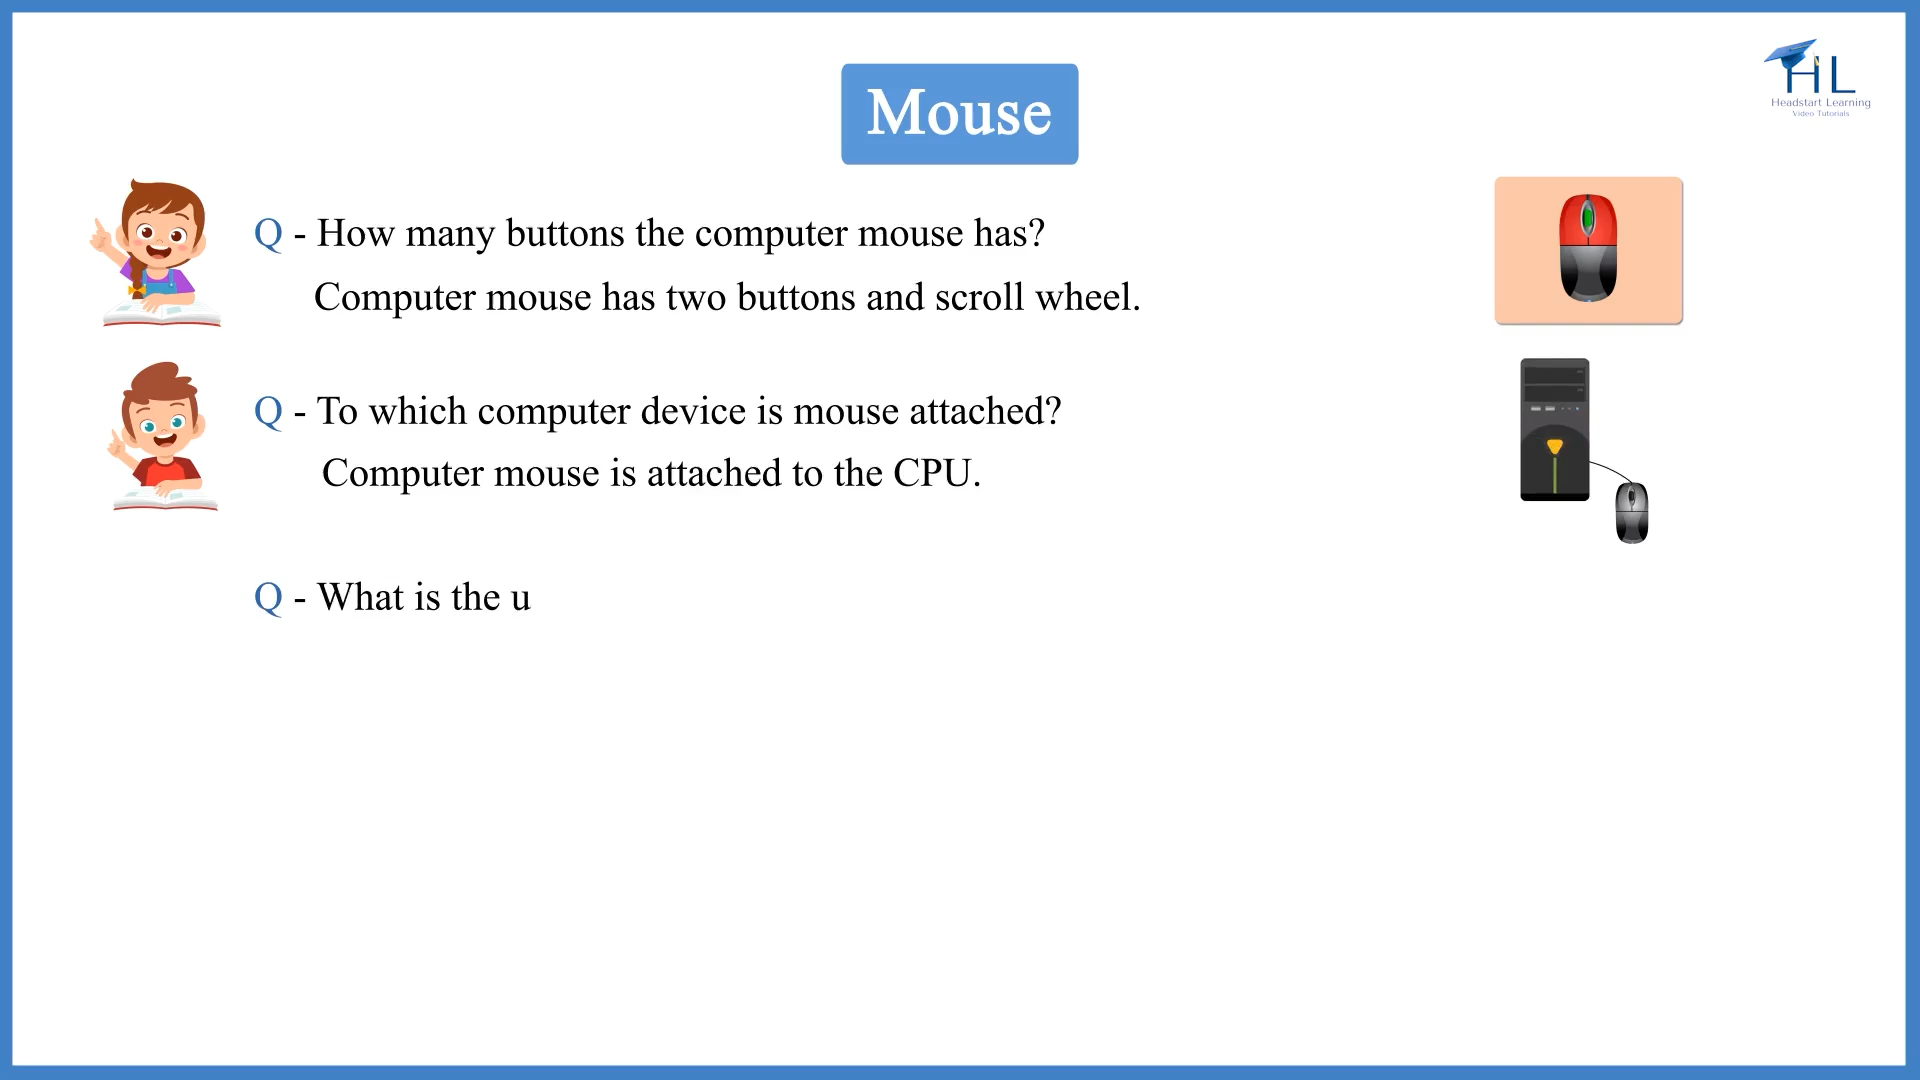 HL
Headstart Learning
Video Tutorials
Mouse
Q - How many buttons the computer mouse has?
Computer mouse has two buttons and scroll wheel.
Q - To which computer device is mouse attached?
Computer mouse is attached to the CPU.
Q - What is the u